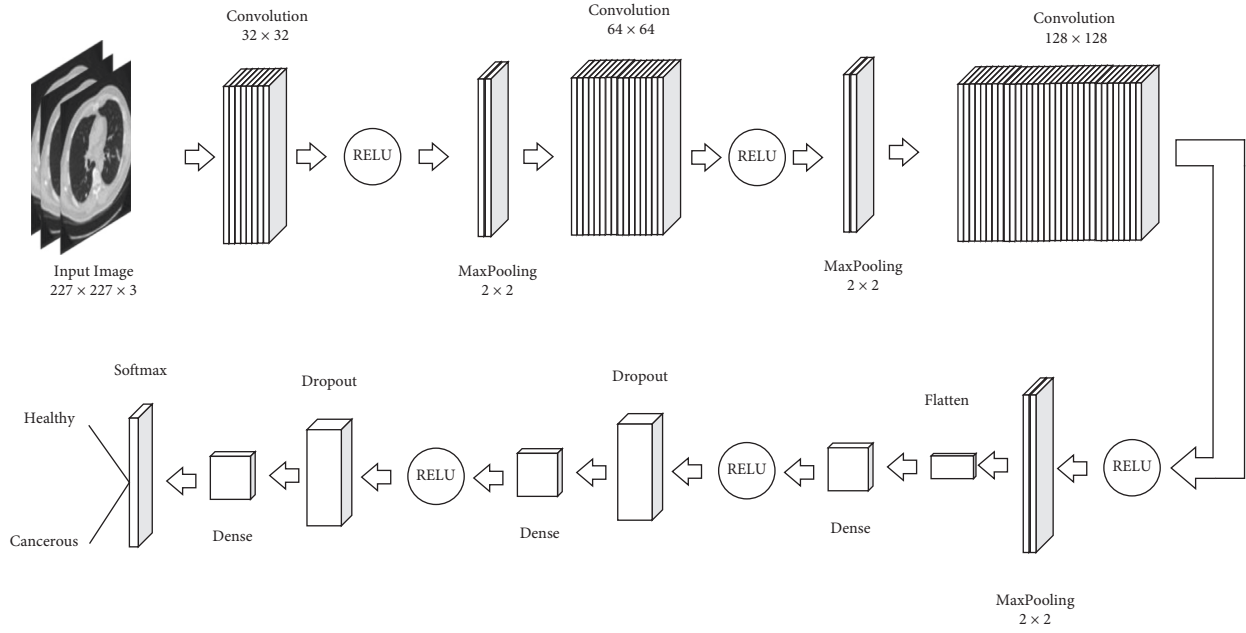 Convolution
32 × 32
Convolution
64 × 64
Convolution
128 × 128
RELU
RELU
Input Image
227 × 227 × 3
MaxPooling
2 × 2
MaxPooling
2 × 2
Softmax
Dropout
Dropout
Flatten
Healthy
RELU
RELU
RELU
Cancerous
Dense
Dense
Dense
MaxPooling
2 × 2